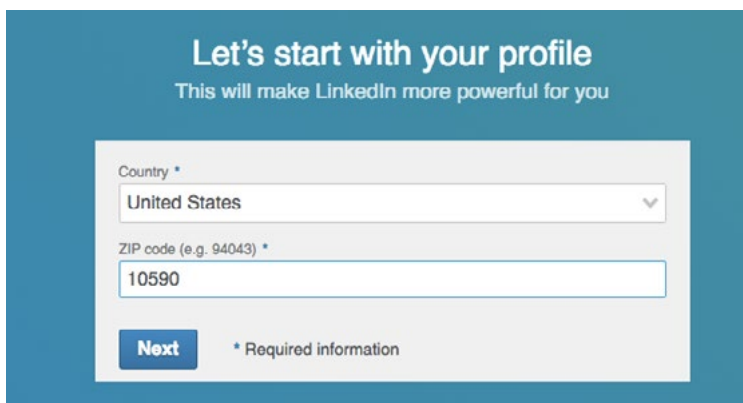 Let's start with your profile
This will make LinkedIn more powerful for you
Country *
United States
ZIP code (e.g. 94043) *
10590
Next * Required information